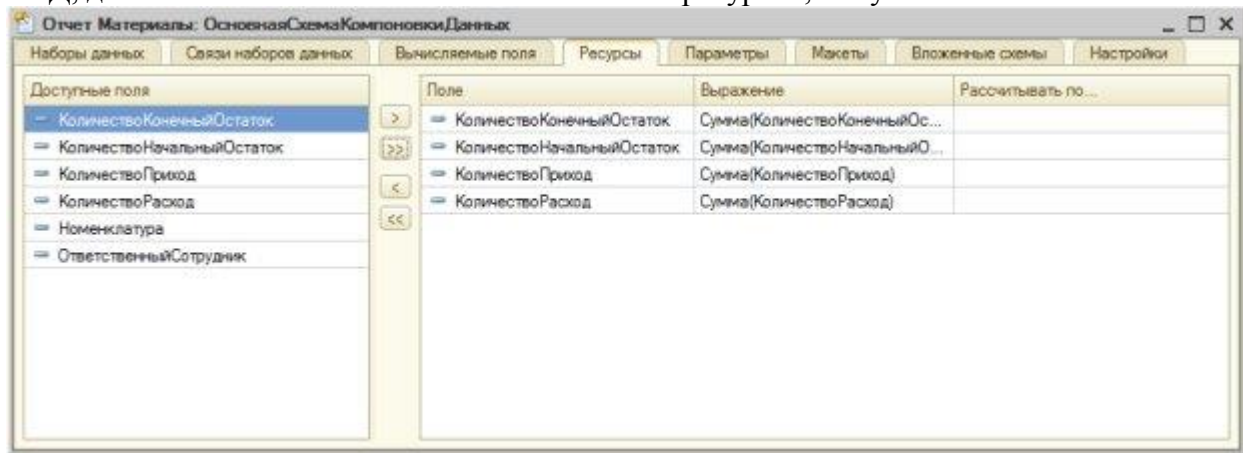 Отчет Материалы: ОсновнаяСхемаКомпоновкиДанных
Наборы данных Связи наборов данных Вычисляемые поля Ресурсы Параметры Макеты Вложенные схемы Настройки
Доступные поля Поле Выражение Рассчитывать по...
КоличествоКонечныйОстаток > КоличествоКонечныйОстаток Сумма(КоличествоКонечныйОс...
КоличествоНачальныйОстаток >> КоличествоНачальныйОстаток Сумма(КоличествоНачальныйО...
КоличествоПриход < КоличествоПриход Сумма(КоличествоПриход)
КоличествоРасход << КоличествоРасход Сумма(КоличествоРасход)
Номенклатура
ОтветственныйСотрудник